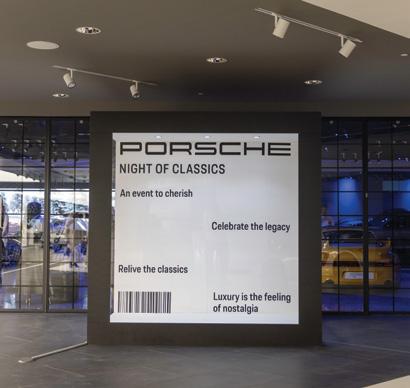 PORSCHE
NIGHT OF CLASSICS
An event to cherish
Celebrate the legacy
Relive the classics
Luxury is the feeling
of nostalgia